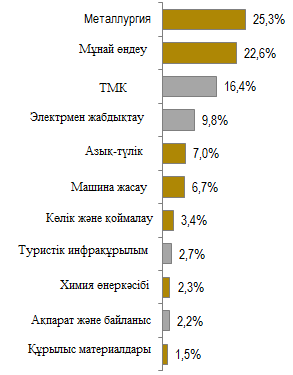 Металлургия 25,3%
Мұнай өңдеу 22,6%
ТМК 16,4%
Электрмен жабдықтау 9,8%
Азық-түлік 7,0%
Машина жасау 6,7%
Көлік және қоймалау 3,4%
Туристік инфрақұрылым 2,7%
Химия өнеркәсібі 2,3%
Ақпарат және байланыс 2,2%
Құрылыс материалдары 1,5%